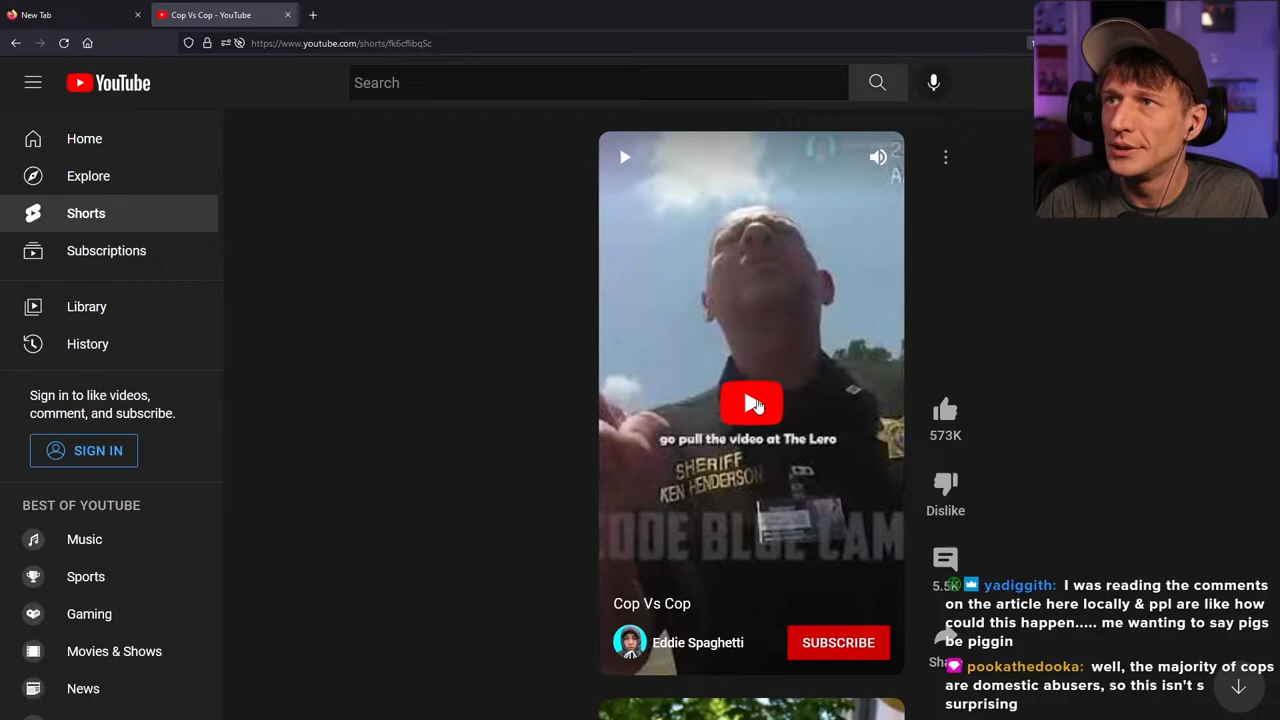 New Tab
Cop Vs Cop - YouTube
https://www.youtube.com/shorts/fk6cflibqSc
YouTube
Search
Home
Explore
Shorts
Subscriptions
Library
History
Sign in to like videos,
comment, and subscribe.
SIGN IN
BEST OF YOUTUBE
Music
Sports
Gaming
Movies & Shows
News
go pull the video at The Lero
SHERIFF
KEN HENDERSON
CODE BLUE CAM
Cop Vs Cop
Eddie Spaghetti
SUBSCRIBE
573K
Dislike
yadiggith: I was reading the comments
on the article here locally & ppl are like how
could this happen..... me wanting to say pigs
be piggin
pookathedooka: well, the majority of cops
are domestic abusers, so this isn't s
surprising